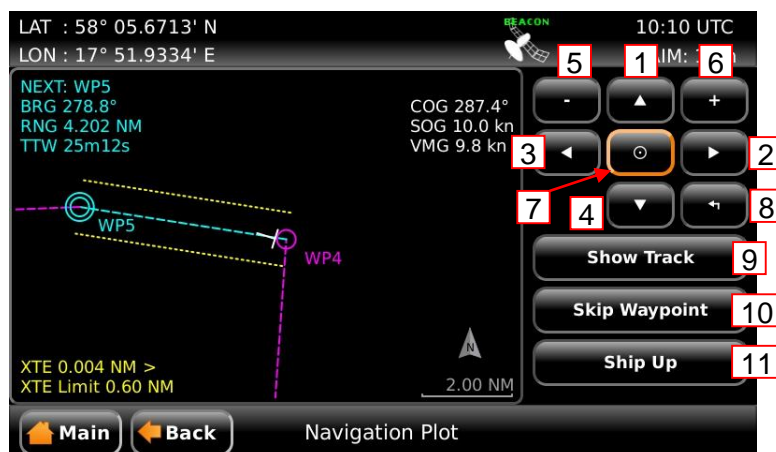 LAT : 58° 05.6713' N
LON : 17° 51.9334' E
BEACON
10:10 UTC
5
1
6
NEXT: WP5
BRG 278.8°
RNG 4.202 NM
TTW 25m12s
COG 287.4°
SOG 10.0 kn
VMG 9.8 kn
-
+
3
2
7
4
8
WP5
WP4
Show Track
9
Skip Waypoint
10
Ship Up
11
N
XTE 0.004 NM >
XTE Limit 0.60 NM
2.00 NM
Main
Back
Navigation Plot